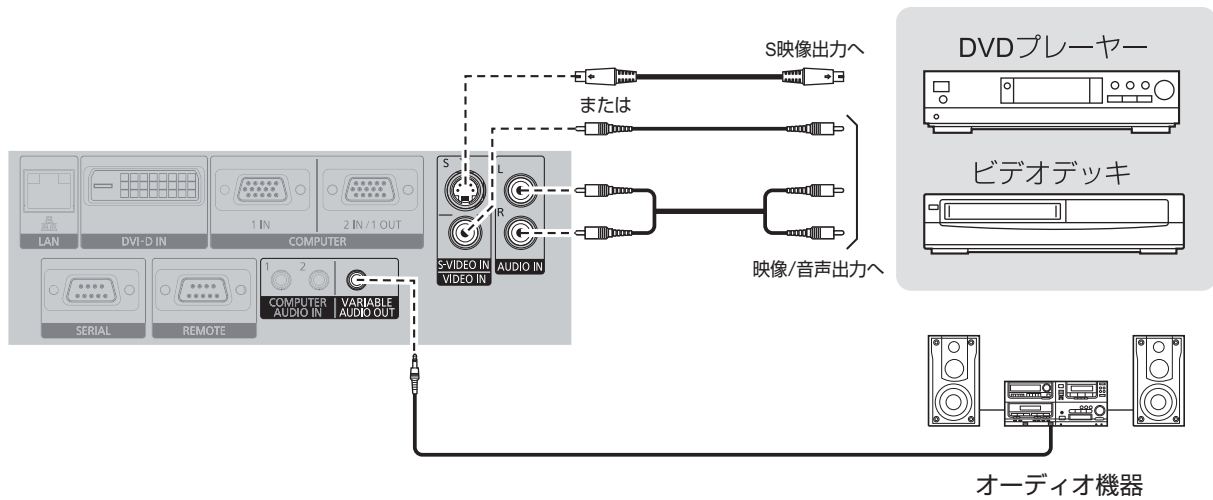 S映像出力へ
または
映像/音声出力へ
DVDプレーヤー
ビデオデッキ
オーディオ機器
LAN
DVI-D IN
1 IN
2 IN / 1 OUT
COMPUTER
S
L
R
S-VIDEO IN
VIDEO IN
AUDIO IN
SERIAL
REMOTE
1
2
COMPUTER
AUDIO IN
VARIABLE
AUDIO OUT